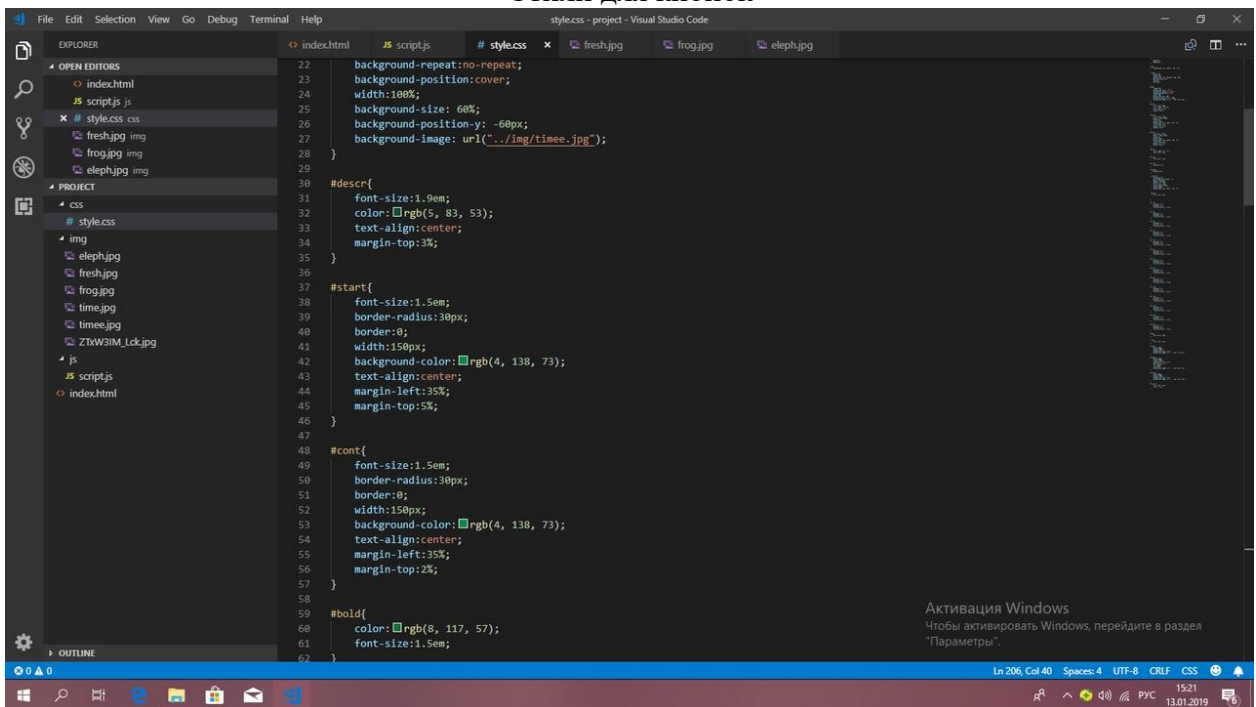 Стили для кнопок
File Edit Selection View Go Debug Terminal Help
style.css - project - Visual Studio Code
EXPLORER
index.html
JS script.js
# style.css ×
fresh.jpg
frog.jpg
eleph.jpg
OPEN EDITORS
index.html
JS script.js js
# style.css css
fresh.jpg img
frog.jpg img
eleph.jpg img
PROJECT
css
# style.css
img
eleph.jpg
fresh.jpg
frog.jpg
time.jpg
timee.jpg
ZTxW3IM_Lck.jpg
js
JS script.js
index.html
OUTLINE
22 background-repeat:no-repeat;
23 background-position:cover;
24 width:100%;
25 background-size: 60%;
26 background-position-y: -60px;
27 background-image: url("../img/timee.jpg");
28 }
29
30 #descr{
31 font-size:1.9em;
32 color:rgb(5, 83, 53);
33 text-align:center;
34 margin-top:3%;
35 }
36
37 #start{
38 font-size:1.5em;
39 border-radius:30px;
40 border:0;
41 width:150px;
42 background-color:rgb(4, 138, 73);
43 text-align:center;
44 margin-left:35%;
45 margin-top:5%;
46 }
47
48 #cont{
49 font-size:1.5em;
50 border-radius:30px;
51 border:0;
52 width:150px;
53 background-color:rgb(4, 138, 73);
54 text-align:center;
55 margin-left:35%;
56 margin-top:2%;
57 }
58
59 #bold{
60 color:rgb(8, 117, 57);
61 font-size:1.5em;
62 }
Активация Windows
Чтобы активировать Windows, перейдите в раздел
"Параметры".
0 0
Ln 206, Col 40 Spaces: 4 UTF-8 CRLF CSS
РУС
15:21
13.01.2019
6